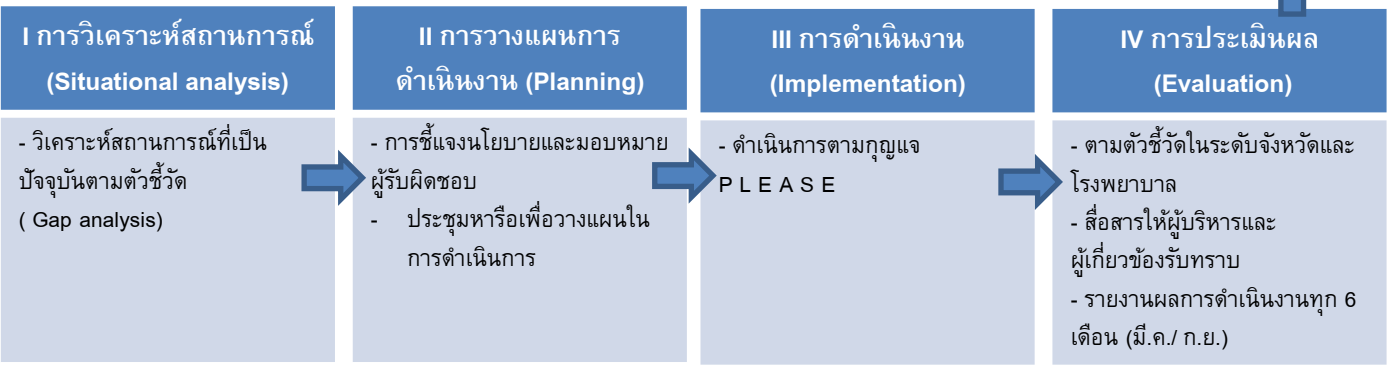 I การวิเคราะห์สถานการณ์
(Situational analysis)
- วิเคราะห์สถานการณ์ที่เป็น
ปัจจุบันตามตัวชี้วัด
( Gap analysis)
II การวางแผนการ
ดำเนินงาน (Planning)
- การชี้แจงนโยบายและมอบหมาย
ผู้รับผิดชอบ
- ประชุมหารือเพื่อวางแผนใน
การดำเนินการ
III การดำเนินงาน
(Implementation)
- ดำเนินการตามกุญแจ
P L E A S E
IV การประเมินผล
(Evaluation)
- ตามตัวชี้วัดในระดับจังหวัดและ
โรงพยาบาล
- สื่อสารให้ผู้บริหารและ
ผู้เกี่ยวข้องรับทราบ
- รายงานผลการดำเนินงานทุก 6
เดือน (มี.ค./ ก.ย.)